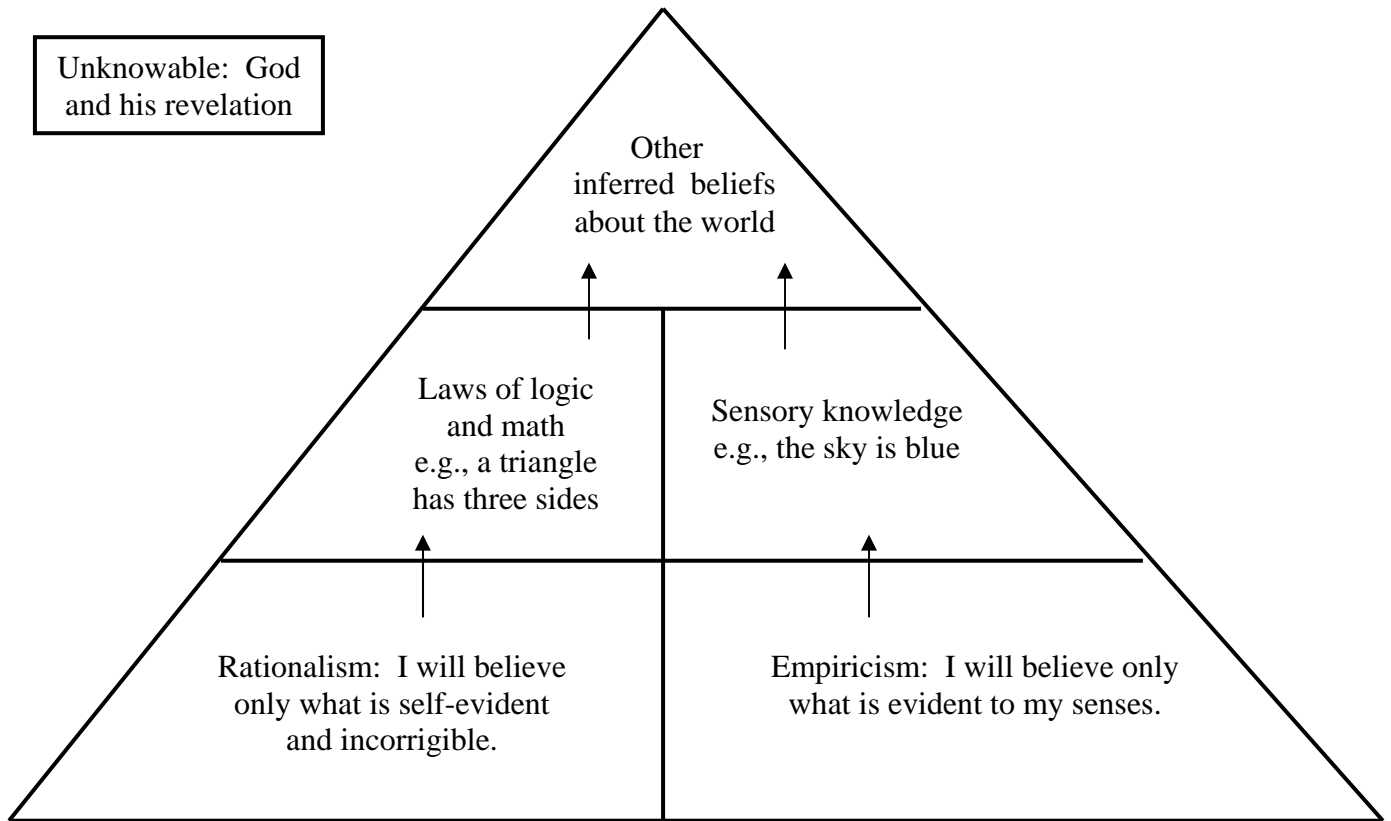 Unknowable: God
and his revelation
Other
inferred beliefs
about the world
Laws of logic
and math
e.g., a triangle
has three sides
Sensory knowledge
e.g., the sky is blue
Rationalism: I will believe
only what is self-evident
and incorrigible.
Empiricism: I will believe only
what is evident to my senses.